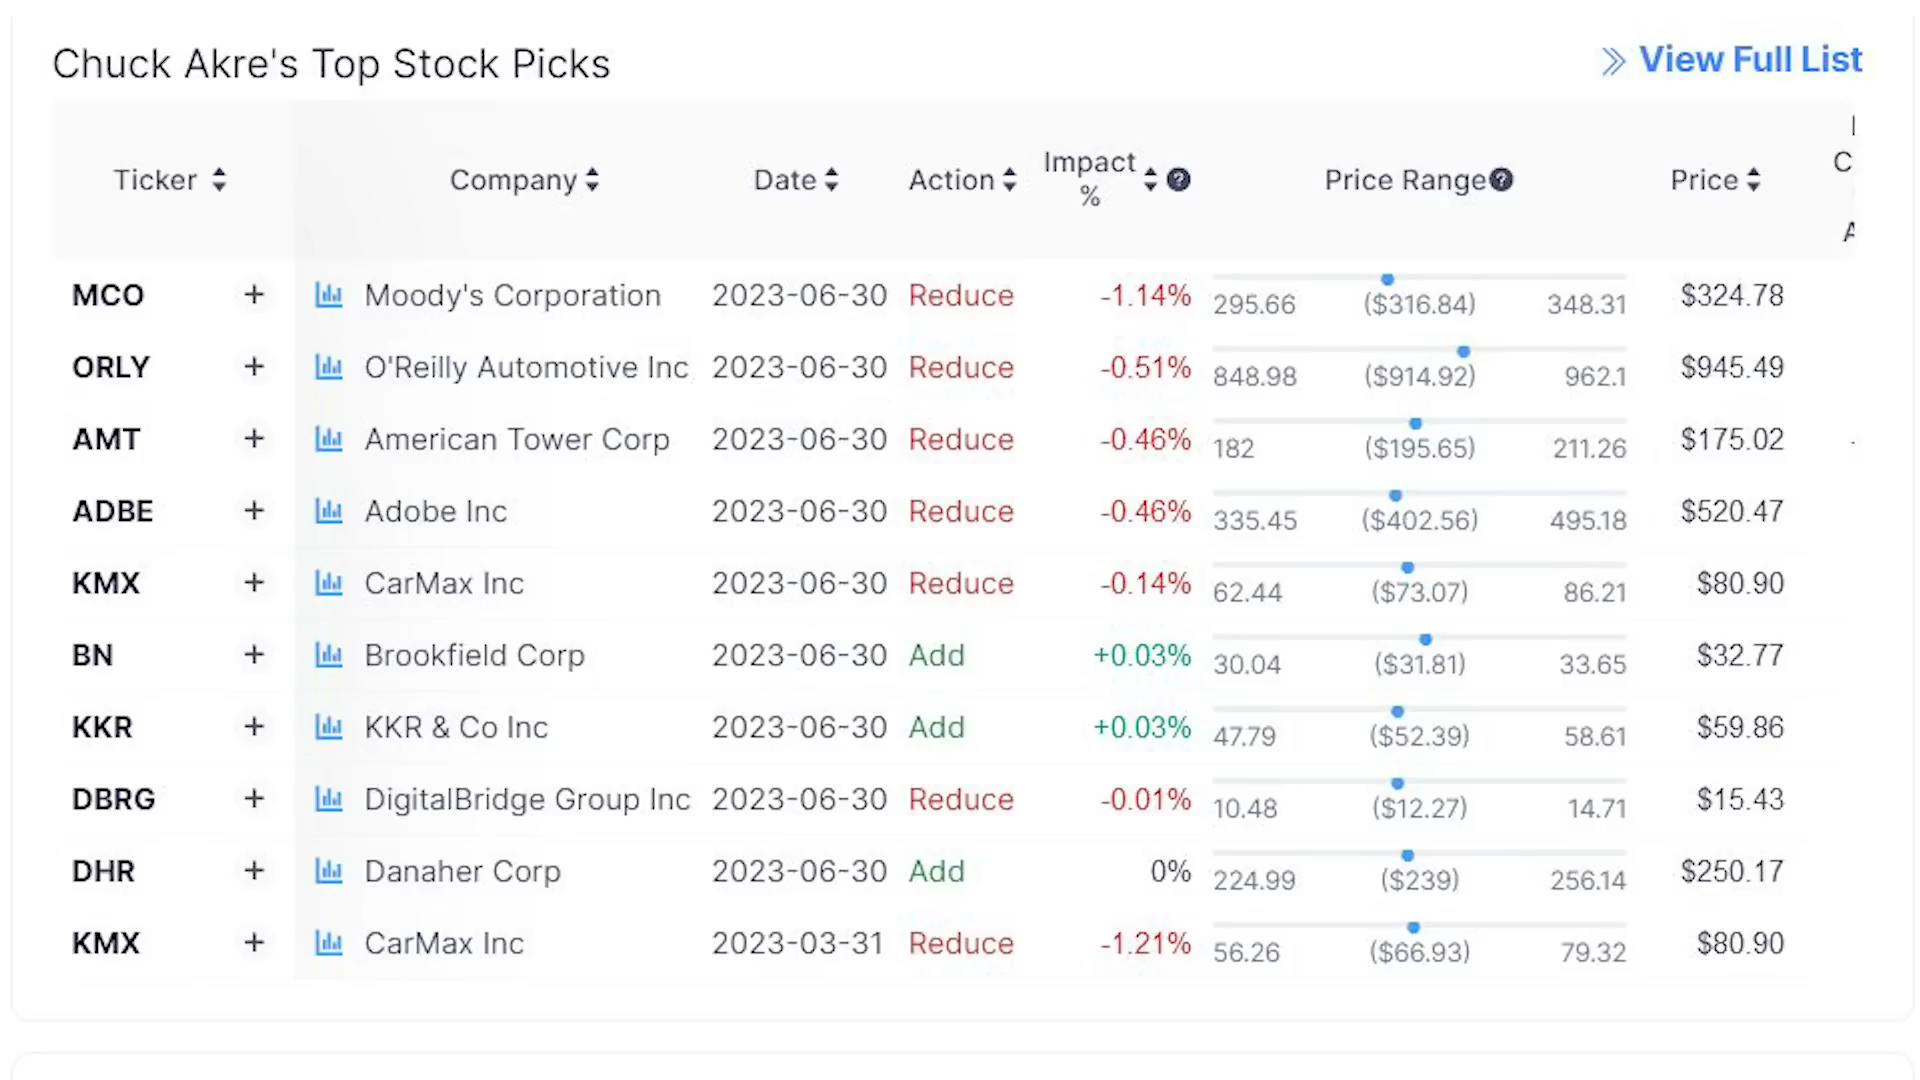 Chuck Akre's Top Stock Picks View Full List
Ticker Company Date Action Impact % Price Range Price
MCO + Moody's Corporation 2023-06-30 Reduce -1.14% 295.66 ($316.84) 348.31 $324.78
ORLY + O'Reilly Automotive Inc 2023-06-30 Reduce -0.51% 848.98 ($914.92) 962.1 $945.49
AMT + American Tower Corp 2023-06-30 Reduce -0.46% 182 ($195.65) 211.26 $175.02
ADBE + Adobe Inc 2023-06-30 Reduce -0.46% 335.45 ($402.56) 495.18 $520.47
KMX + CarMax Inc 2023-06-30 Reduce -0.14% 62.44 ($73.07) 86.21 $80.90
BN + Brookfield Corp 2023-06-30 Add +0.03% 30.04 ($31.81) 33.65 $32.77
KKR + KKR & Co Inc 2023-06-30 Add +0.03% 47.79 ($52.39) 58.61 $59.86
DBRG + DigitalBridge Group Inc 2023-06-30 Reduce -0.01% 10.48 ($12.27) 14.71 $15.43
DHR + Danaher Corp 2023-06-30 Add 0% 224.99 ($239) 256.14 $250.17
KMX + CarMax Inc 2023-03-31 Reduce -1.21% 56.26 ($66.93) 79.32 $80.90